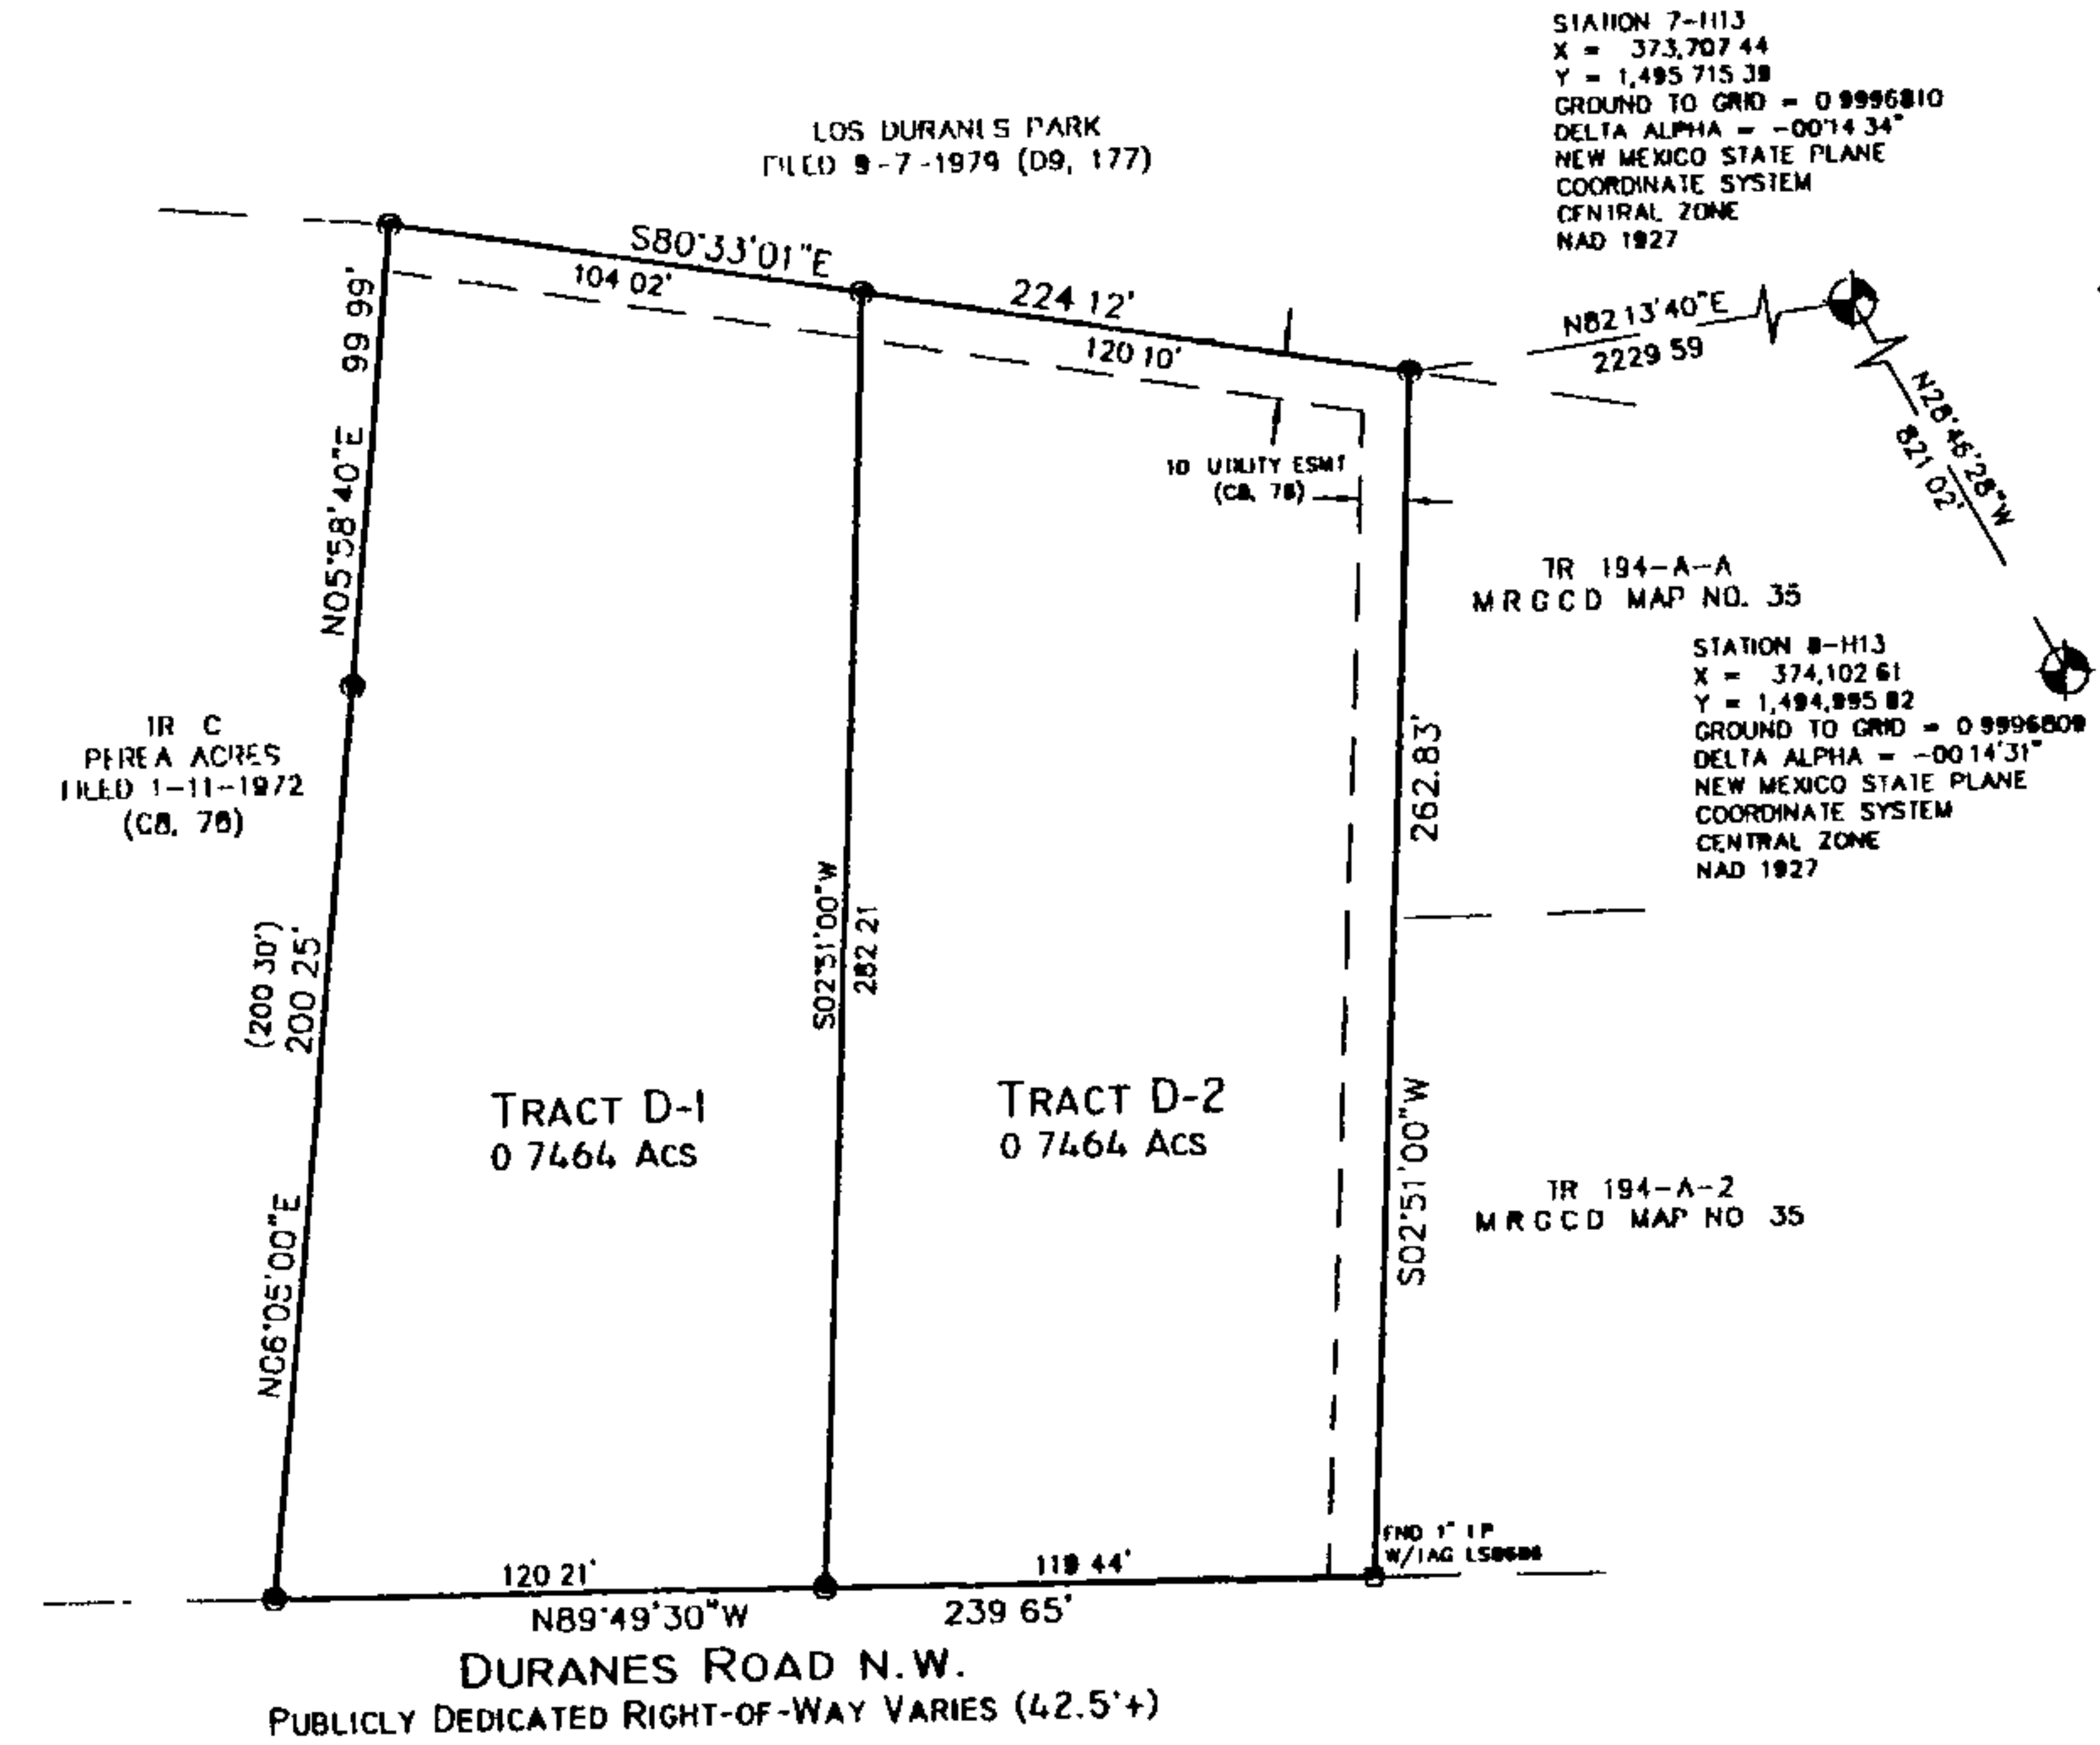 STATION 7-H13
X = 373,707 44
Y = 1,495 715 39
GROUND TO GRID = 0 9996810
DELTA ALPHA = -00°14 34"
NEW MEXICO STATE PLANE
COORDINATE SYSTEM
CENTRAL ZONE
NAD 1927
LOS DURANES PARK
FILED 9-7-1979 (D9, 177)
S80°33'01"E
104 02'
224 12'
120 10'
N82 13'40"E
2229 59
N28°46'28"W
821 02'
99 99'
N05°58'40"E
10 UTILITY ESMT
(C8, 78)
TR 194-A-A
MRGCD MAP NO. 35
STATION 8-H13
X = 374,102 61
Y = 1,494,995 82
GROUND TO GRID = 0 9996809
DELTA ALPHA = -00 14'31"
NEW MEXICO STATE PLANE
COORDINATE SYSTEM
CENTRAL ZONE
NAD 1927
TR C
PEREA ACRES
FILED 1-11-1972
(C8, 78)
262.83'
S02°51'00"W
282 21
(200 30')
200 25'
N06°05'00"E
TRACT D-1
0 7464 ACS
TRACT D-2
0 7464 ACS
S02°51'00"W
TR 194-A-2
MRGCD MAP NO 35
FND 1" I P
W/TAG
120 21'
119 44'
N89°49'30"W
239 65'
DURANES ROAD N.W.
PUBLICLY DEDICATED RIGHT-OF-WAY VARIES (42.5'+)